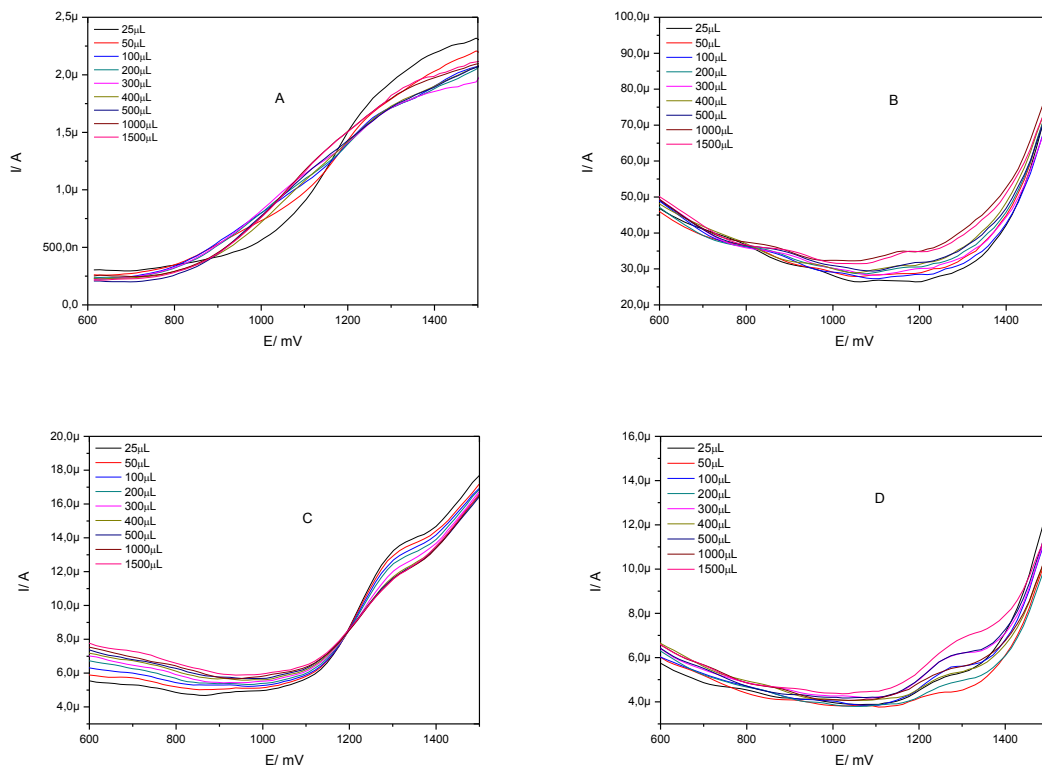 2,5µ
2,0µ
1,5µ
1,0µ
500,0n
0,0
I/ A
25µL
50µL
100µL
200µL
300µL
400µL
500µL
1000µL
1500µL
A
600 800 1000 1200 1400
E/ mV
100,0µ
90,0µ
80,0µ
70,0µ
60,0µ
50,0µ
40,0µ
30,0µ
20,0µ
I/ A
25µL
50µL
100µL
200µL
300µL
400µL
500µL
1000µL
1500µL
B
600 800 1000 1200 1400
E/ mV
20,0µ
18,0µ
16,0µ
14,0µ
12,0µ
10,0µ
8,0µ
6,0µ
4,0µ
I/ A
25µL
50µL
100µL
200µL
300µL
400µL
500µL
1000µL
1500µL
C
600 800 1000 1200 1400
E/ mV
16,0µ
14,0µ
12,0µ
10,0µ
8,0µ
6,0µ
4,0µ
I/ A
25µL
50µL
100µL
200µL
300µL
400µL
500µL
1000µL
1500µL
D
600 800 1000 1200 1400
E/ mV